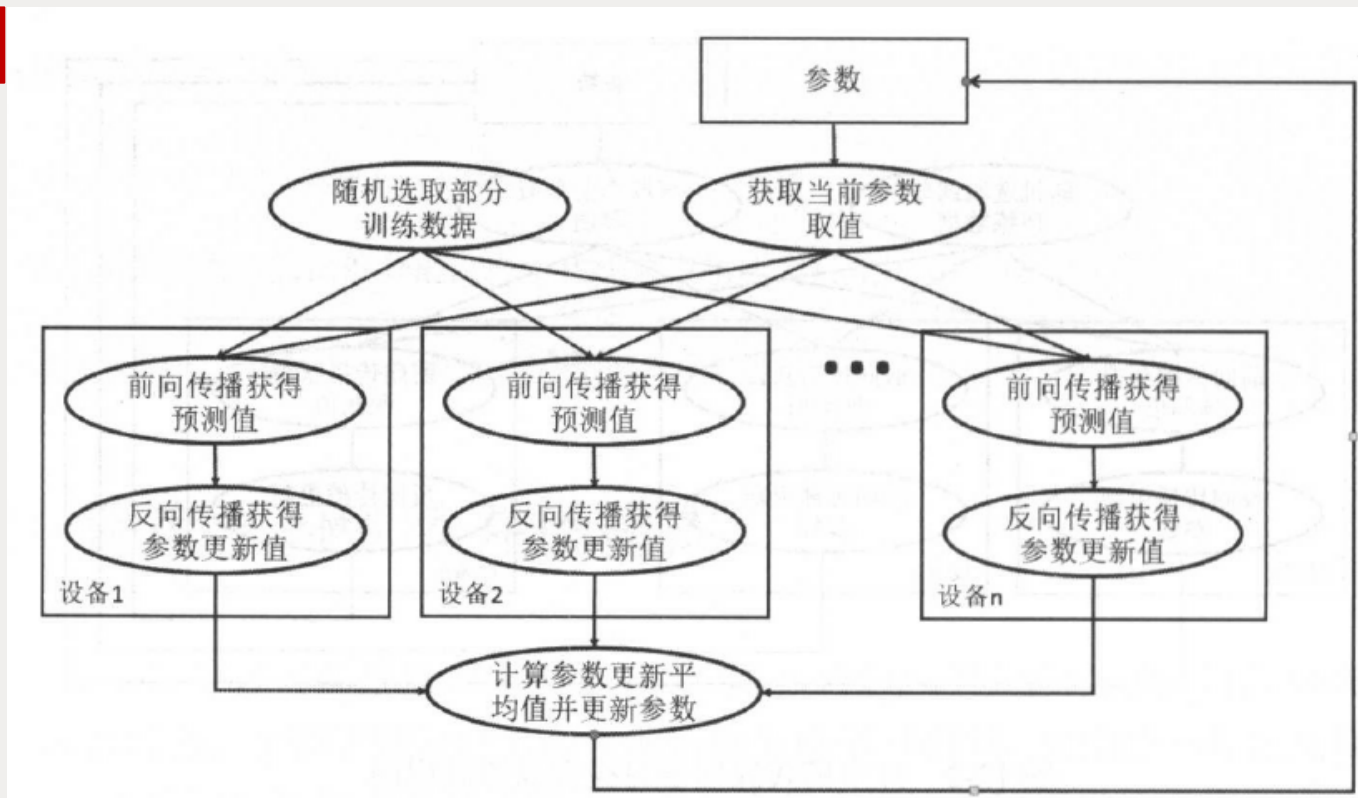 参数
随机选取部分
训练数据
获取当前参数
取值
前向传播获得
预测值
反向传播获得
参数更新值
设备1
前向传播获得
预测值
反向传播获得
参数更新值
设备2
前向传播获得
预测值
反向传播获得
参数更新值
设备n
计算参数更新平
均值并更新参数